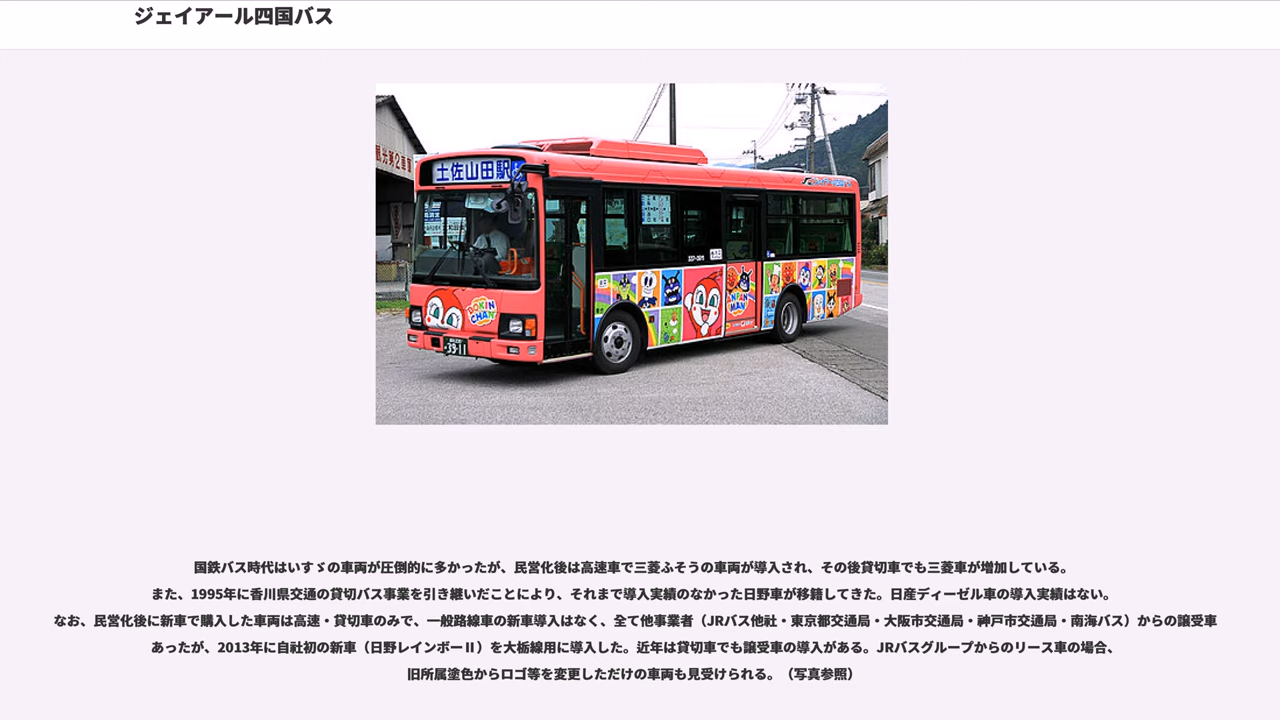 ジェイアール四国バス
土佐山田駅
DOKIN
CHAN
ANPAN
MAN
39-11
国鉄バス時代はいすゞの車両が圧倒的に多かったが、民営化後は高速車で三菱ふそうの車両が導入され、その後貸切車でも三菱車が増加している。
また、1995年に香川県交通の貸切バス事業を引き継いだことにより、それまで導入実績のなかった日野車が移籍してきた。日産ディーゼル車の導入実績はない。
なお、民営化後に新車で購入した車両は高速・貸切車のみで、一般路線車の新車導入はなく、全て他事業者（JRバス他社・東京都交通局・大阪市交通局・神戸市交通局・南海バス）からの譲受車
あったが、2013年に自社初の新車（日野レインボーⅡ）を大栃線用に導入した。近年は貸切車でも譲受車の導入がある。JRバスグループからのリース車の場合、
旧所属塗色からロゴ等を変更しただけの車両も見受けられる。（写真参照）